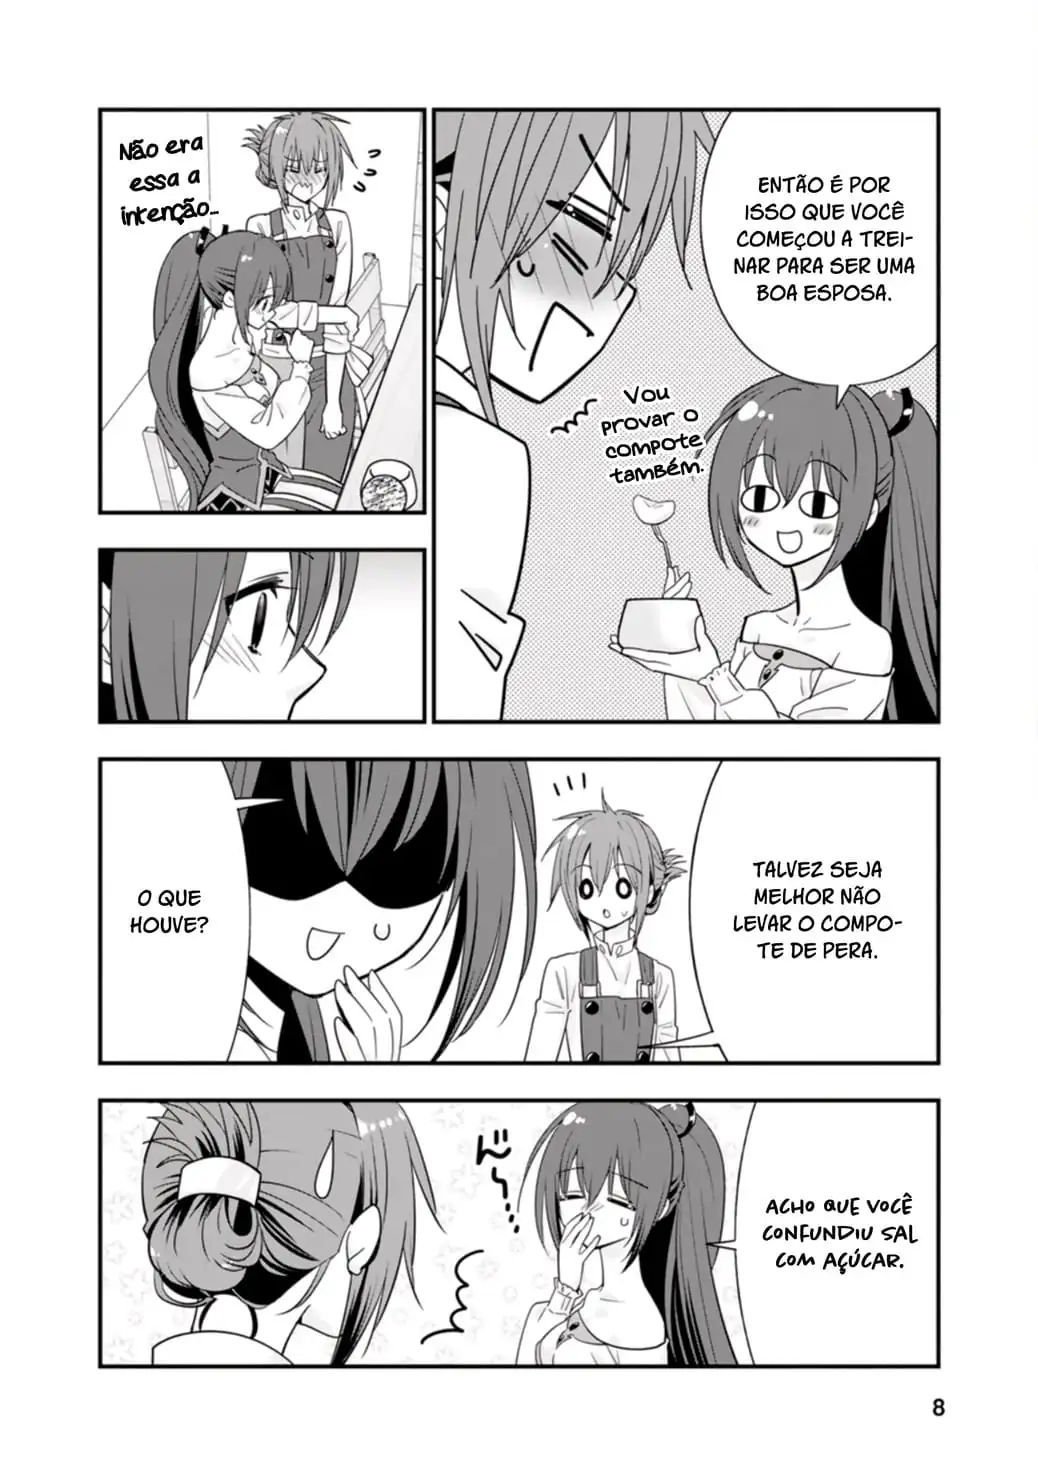 ENTÃO É POR
ISSO QUE VOCÊ
COMEÇOU A TREI-
NAR PARA SER UMA
BOA ESPOSA.
Vou
provar o
compote
também.
Não era
essa a
intenção...
TALVEZ SEJA
MELHOR NÃO
LEVAR O COMPO-
TE DE PERA.
O QUE
HOUVE?
ACHO QUE VOCÊ
CONFUNDIU SAL
COM AÇÚCAR.
8